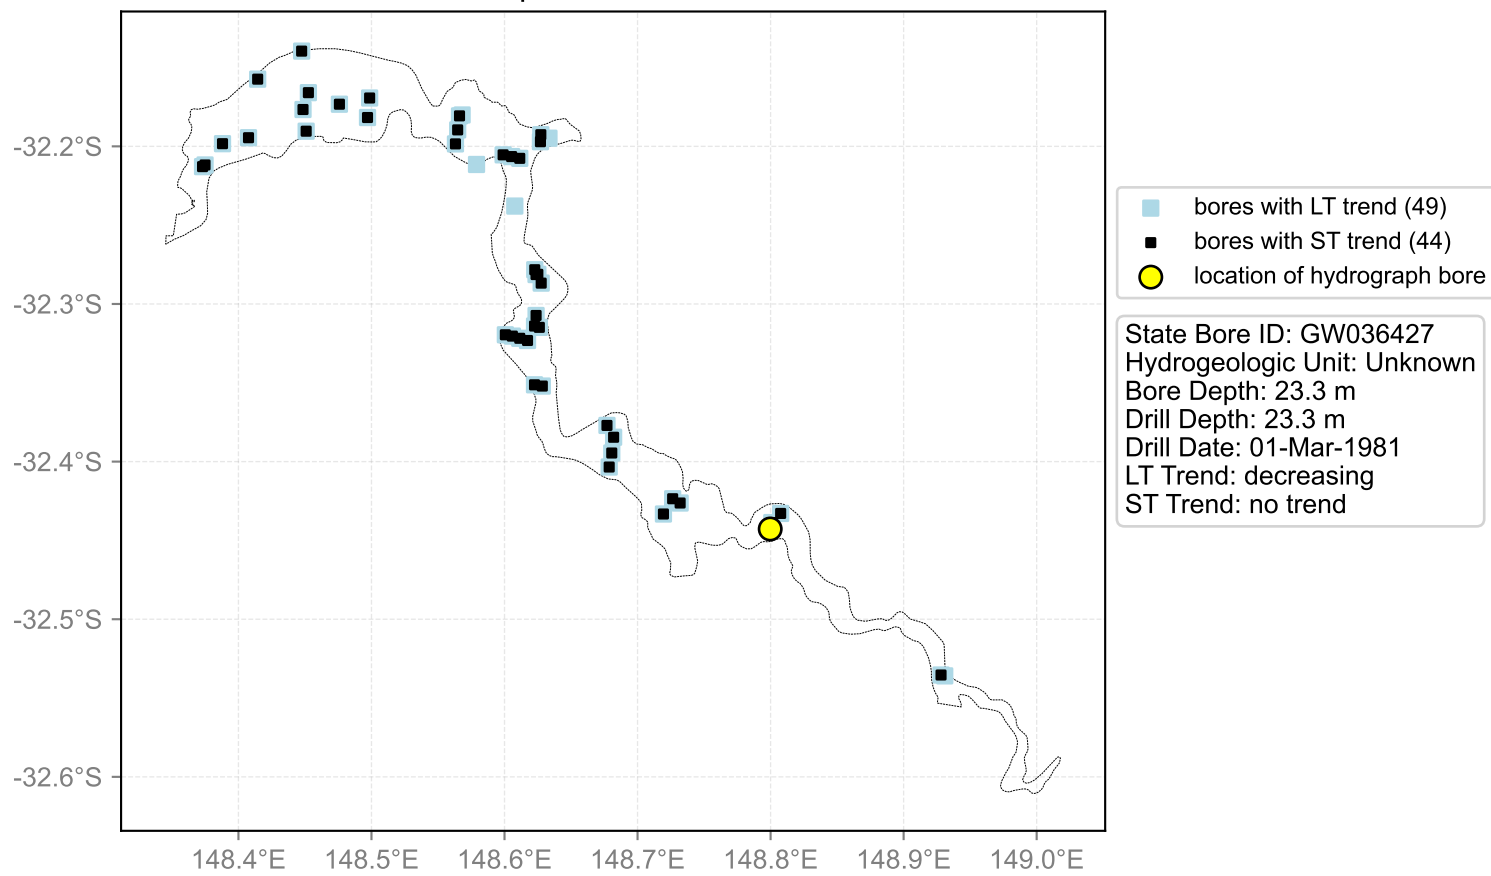 -32.2°S
-32.3°S
-32.4°S
-32.5°S
-32.6°S
148.4°E
148.5°E
148.6°E
148.7°E
148.8°E
148.9°E
149.0°E
bores with LT trend (49)
bores with ST trend (44)
location of hydrograph bore
State Bore ID: GW036427
Hydrogeologic Unit: Unknown
Bore Depth: 23.3 m
Drill Depth: 23.3 m
Drill Date: 01-Mar-1981
LT Trend: decreasing
ST Trend: no trend